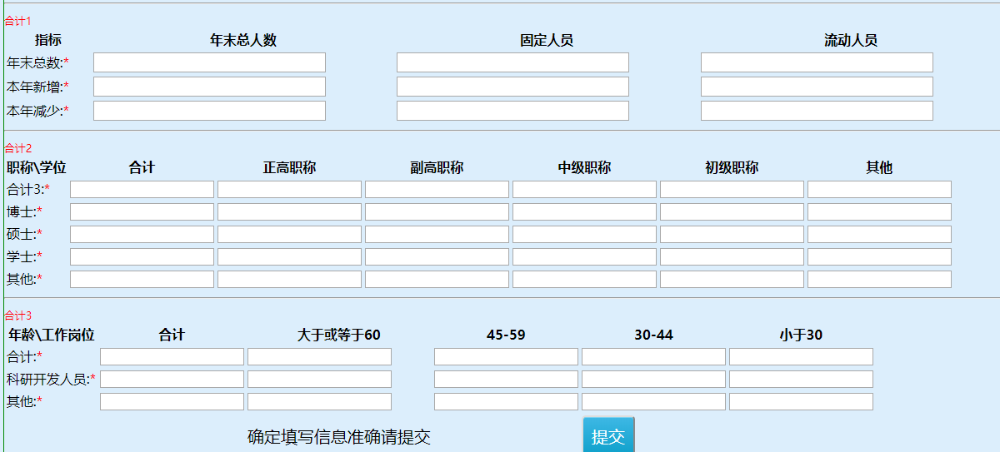 合计1
指标 年末总人数 固定人员 流动人员
年末总数:*
本年新增:*
本年减少:*
合计2
职称\学位 合计 正高职称 副高职称 中级职称 初级职称 其他
合计3:*
博士:*
硕士:*
学士:*
其他:*
合计3
年龄\工作岗位 合计 大于或等于60 45-59 30-44 小于30
合计:*
科研开发人员:*
其他:*
确定填写信息准确请提交 提交